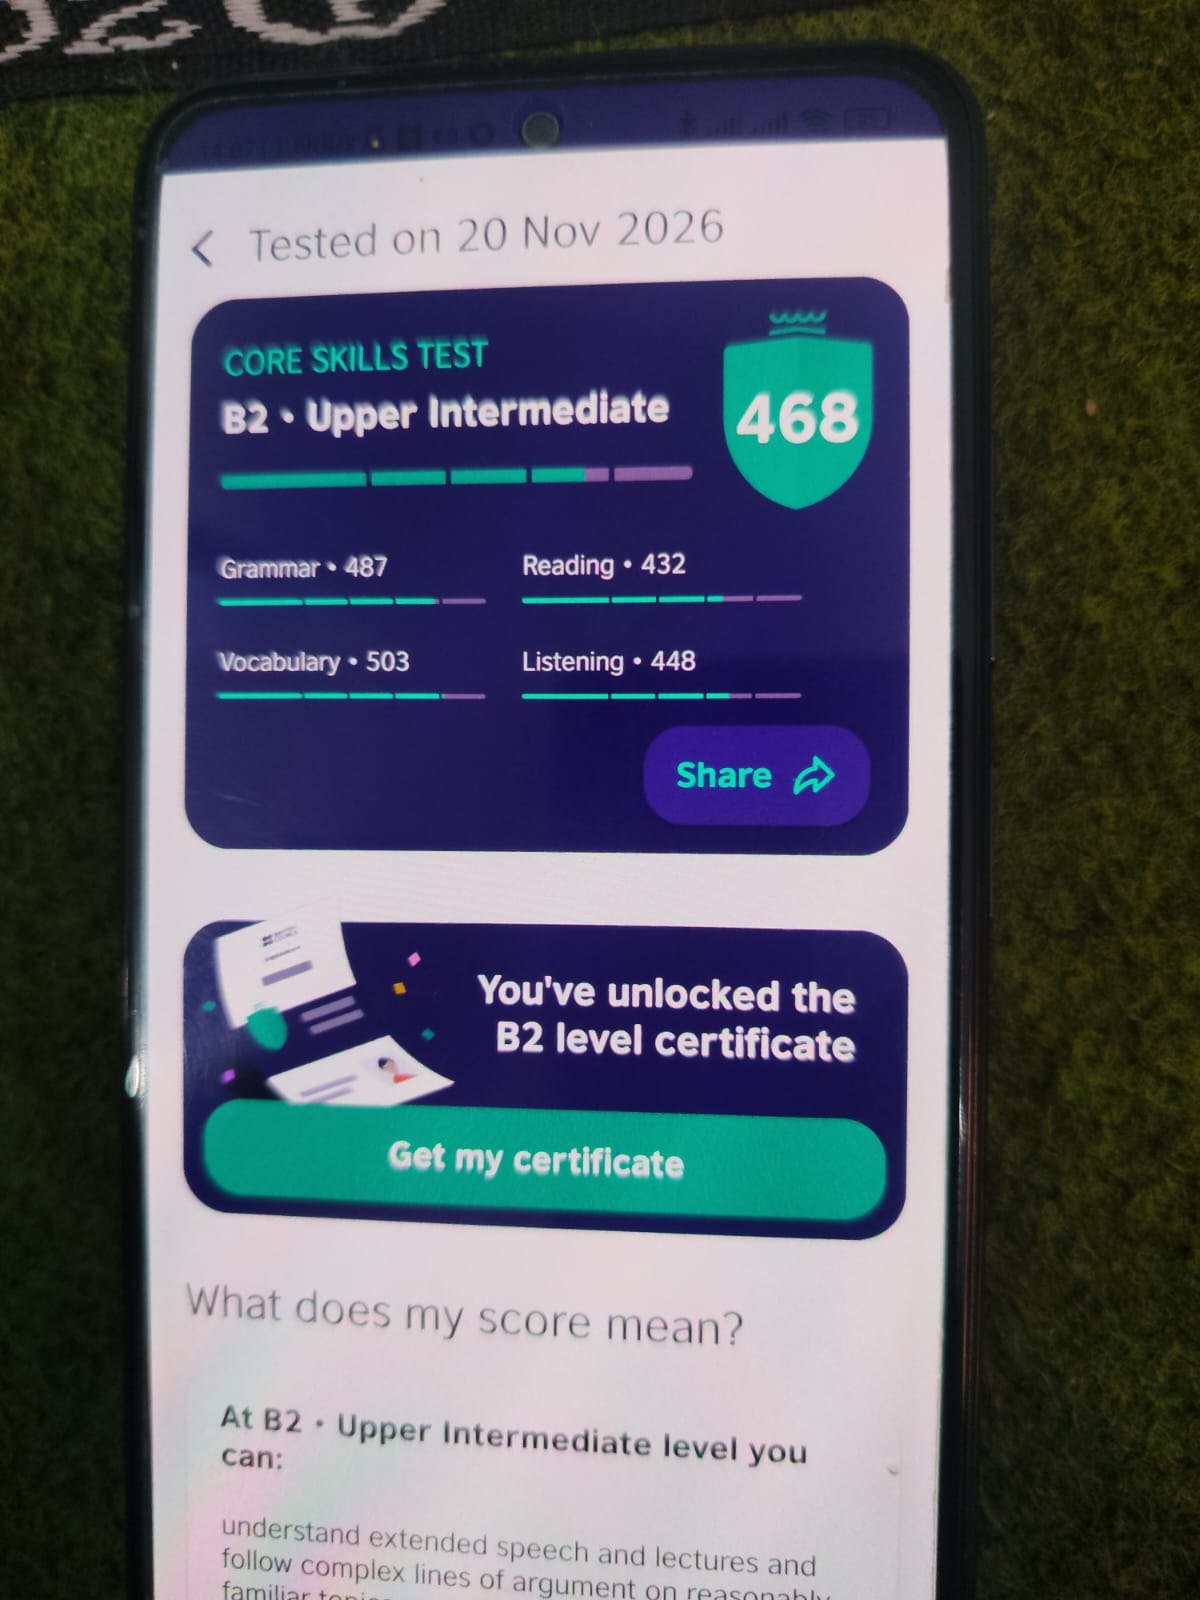 Tested on 20 Nov 2026
CORE SKILLS TEST
B2 • Upper Intermediate
468
Grammar • 487
Reading • 432
Vocabulary • 503
Listening • 448
Share
You've unlocked the
B2 level certificate
Get my certificate
What does my score mean?
At B2 • Upper Intermediate level you
can:
understand extended speech and lectures and
follow complex lines of argument on reasonably
familiar